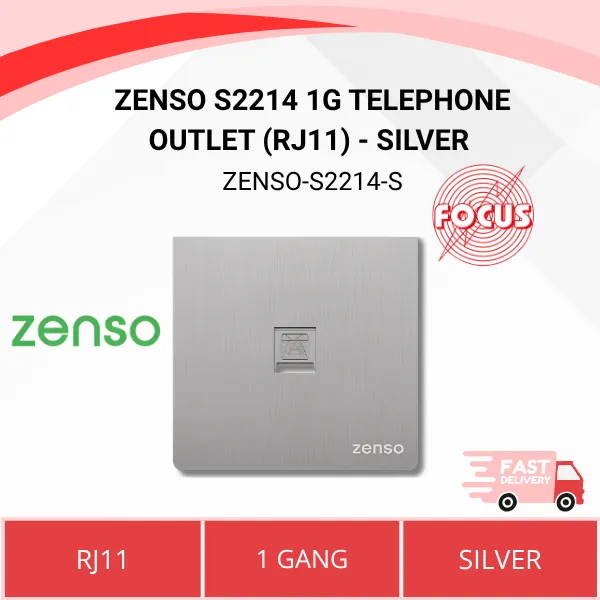 ZENSO S2214 1G TELEPHONE
OUTLET (RJ11) - SILVER
ZENSO-S2214-S
FOCUS
zenso
zenso
FAST
DELIVERY
RJ11
1 GANG
SILVER